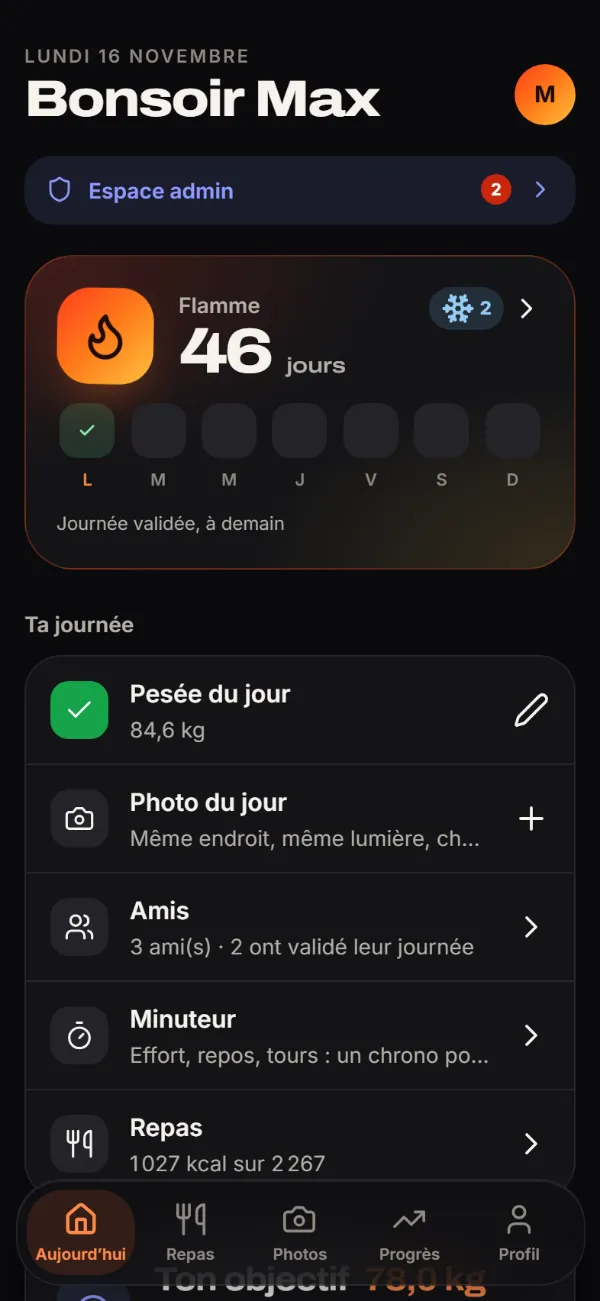 LUNDI 16 NOVEMBRE
Bonsoir Max
M
Espace admin
2
Flamme
2
46 jours
L M M J V S D
Journée validée, à demain
Ta journée
Pesée du jour
84,6 kg
Photo du jour
Même endroit, même lumière, ch...
Amis
3 ami(s) · 2 ont validé leur journée
Minuteur
Effort, repos, tours : un chrono po...
Repas
1 027 kcal sur 2 267
Aujourd'hui Repas Photos Progrès Profil
Ton objectif 78,0 kg